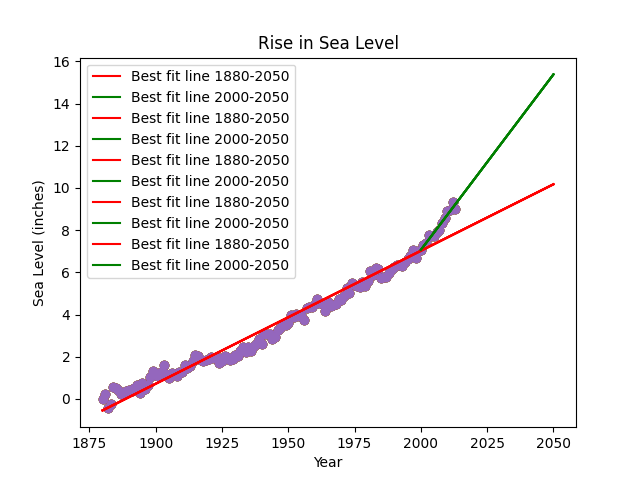 Rise in Sea Level
16
14
12
10
8
6
4
2
0
Sea Level (inches)
Best fit line 1880-2050
Best fit line 2000-2050
Best fit line 1880-2050
Best fit line 2000-2050
Best fit line 1880-2050
Best fit line 2000-2050
Best fit line 1880-2050
Best fit line 2000-2050
Best fit line 1880-2050
Best fit line 2000-2050
1875 1900 1925 1950 1975 2000 2025 2050
Year